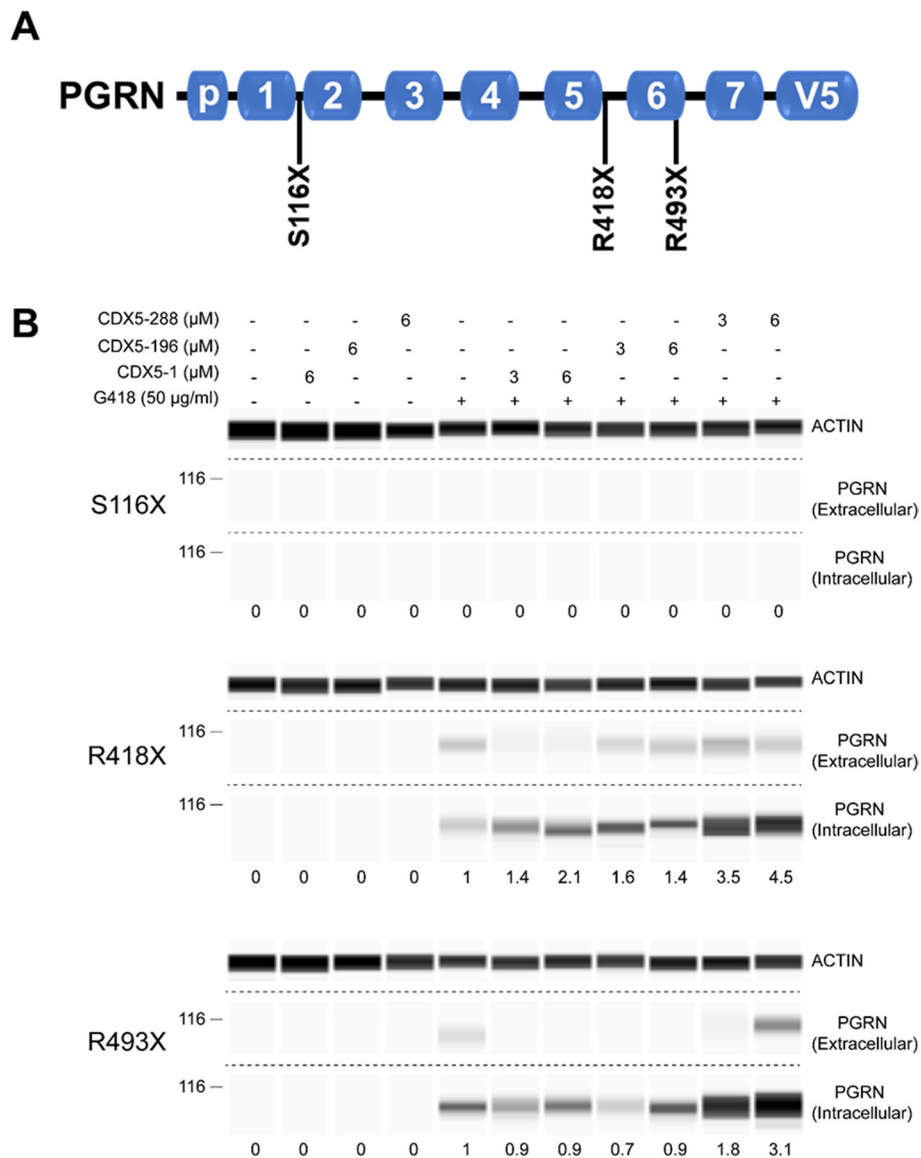 A
PGRN p 1 2 3 4 5 6 7 V5
S116X R418X R493X
B
CDX5-288 (µM) - - - 6 - - - - - 3 6
CDX5-196 (µM) - - 6 - - - - 3 6 - -
CDX5-1 (µM) - 6 - - - 3 6 - - - -
G418 (50 µg/ml) - - - - + + + + + + +
ACTIN
S116X
116 PGRN
(Extracellular)
116 PGRN
(Intracellular)
0 0 0 0 0 0 0 0 0 0 0
ACTIN
R418X
116 PGRN
(Extracellular)
116 PGRN
(Intracellular)
0 0 0 0 1 1.4 2.1 1.6 1.4 3.5 4.5
ACTIN
R493X
116 PGRN
(Extracellular)
116 PGRN
(Intracellular)
0 0 0 0 1 0.9 0.9 0.7 0.9 1.8 3.1